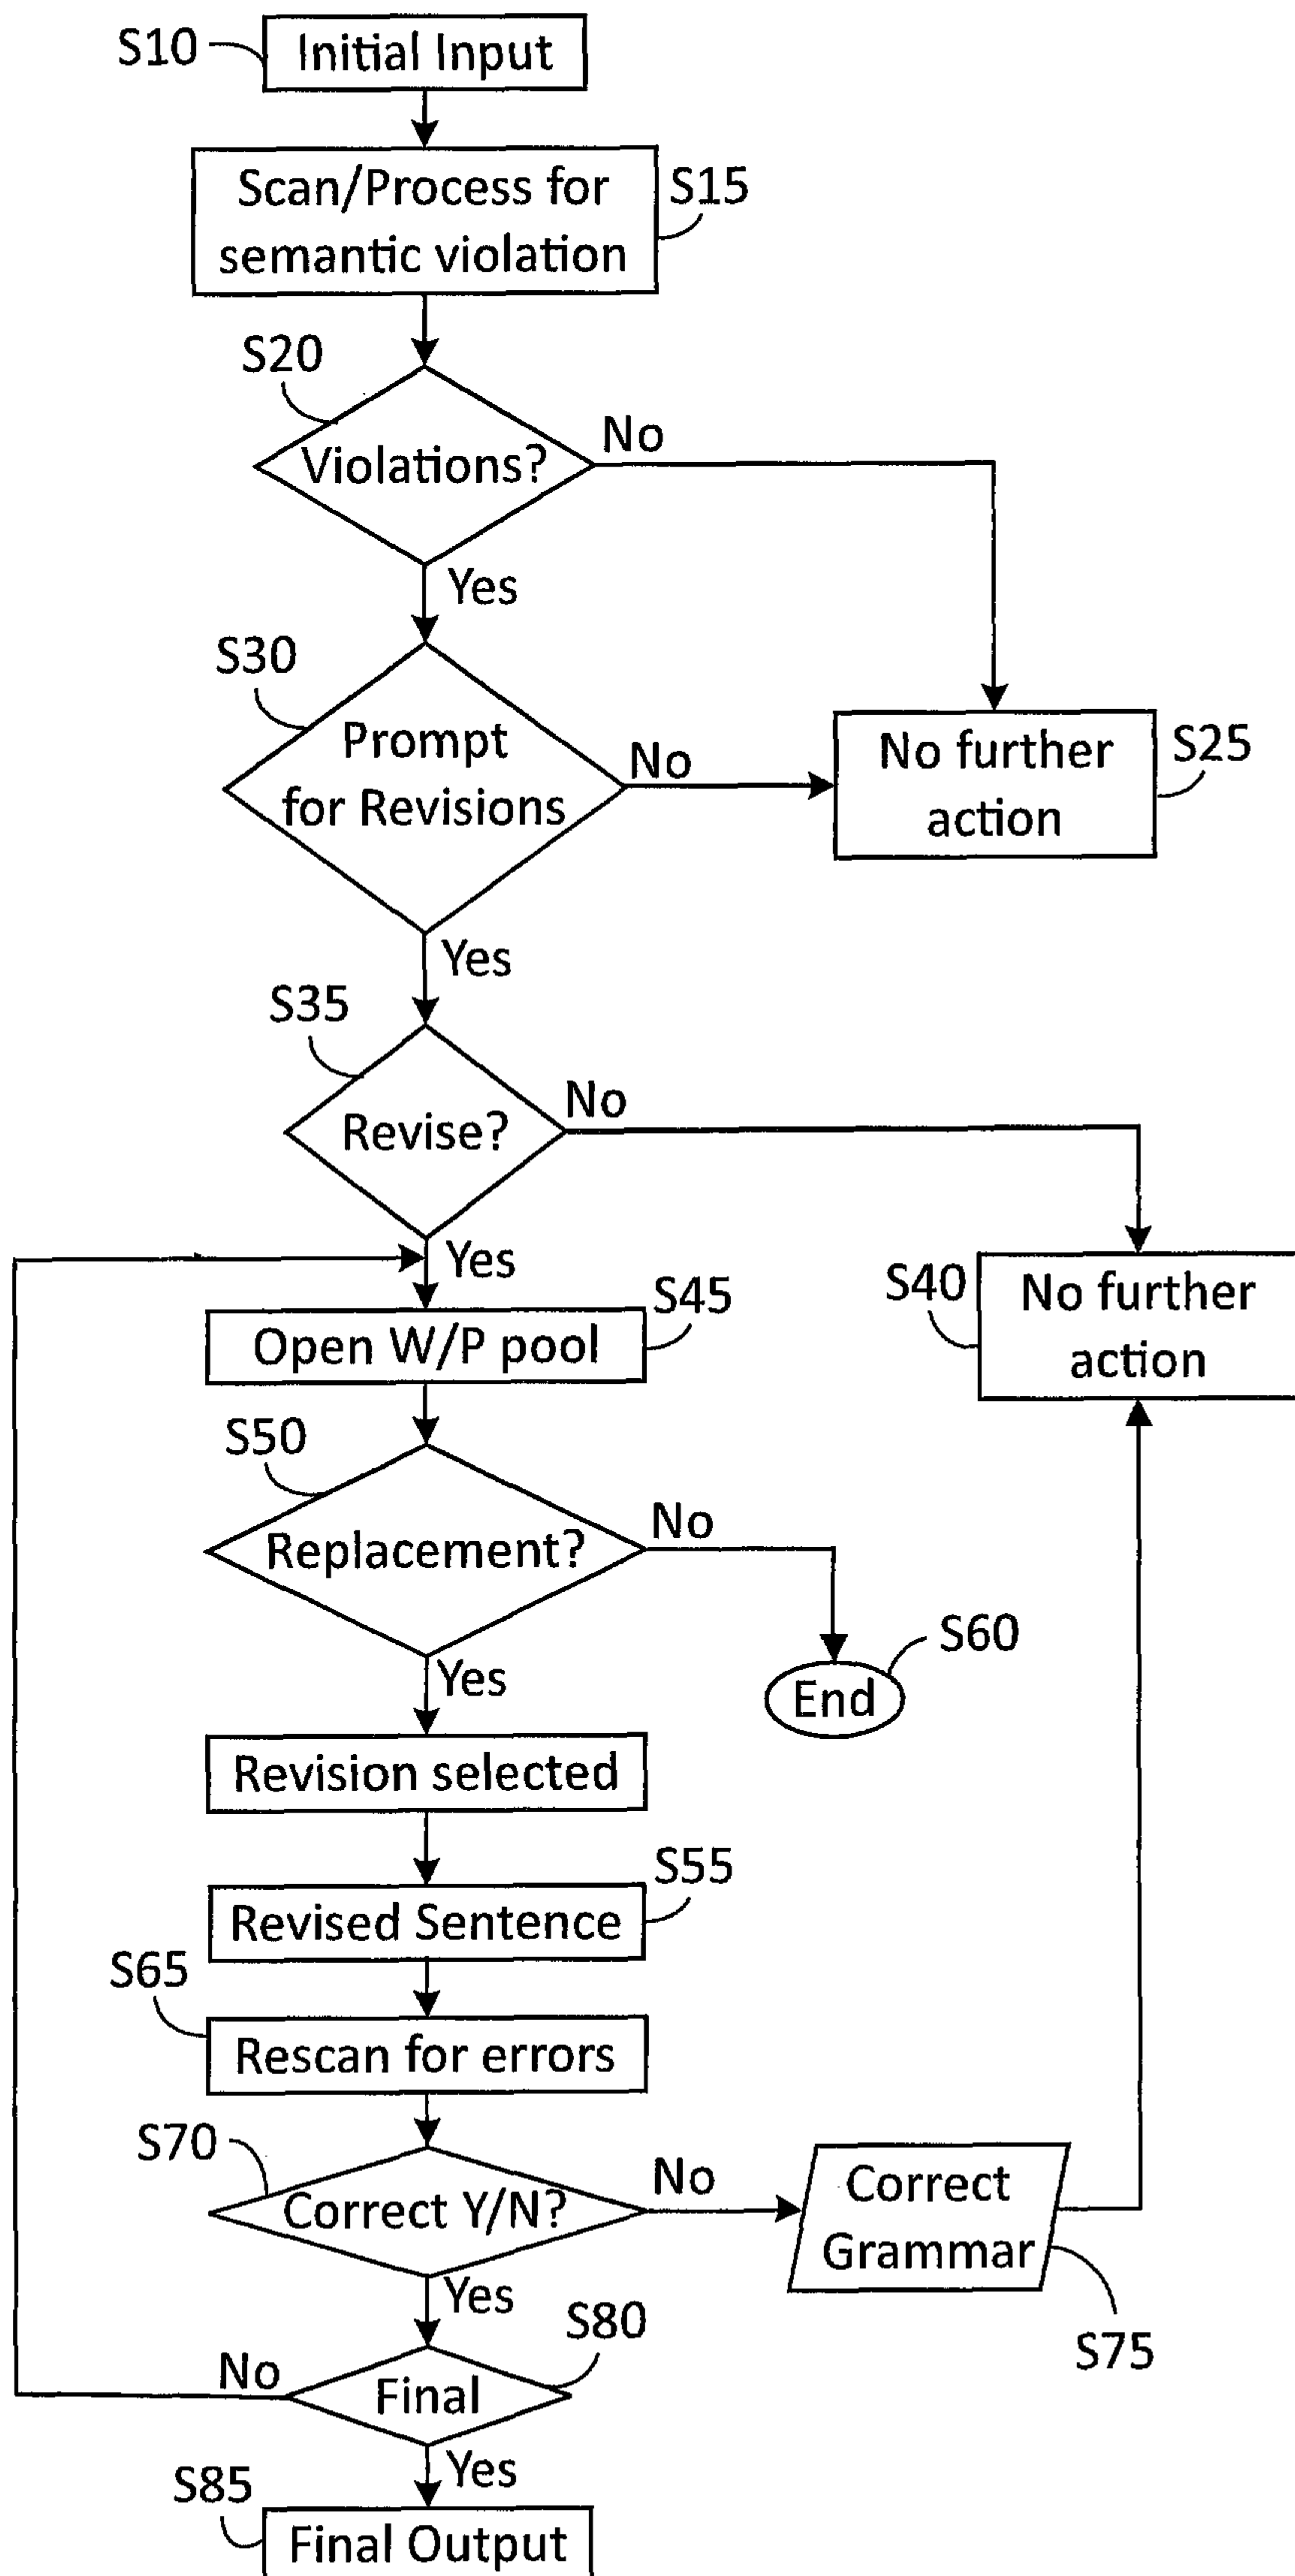 S10
Initial Input
Scan/Process for
semantic violation
S15
S20
Violations?
No
Yes
S30
Prompt
for Revisions
No
No further
action
S25
Yes
S35
Revise?
No
Yes
S40
No further
action
Open W/P pool
S45
S50
Replacement?
No
S60
End
Yes
Revision selected
S55
Revised Sentence
S65
Rescan for errors
S70
Correct Y/N?
No
Correct
Grammar
S75
Yes
S80
No
Final
Yes
S85
Final Output